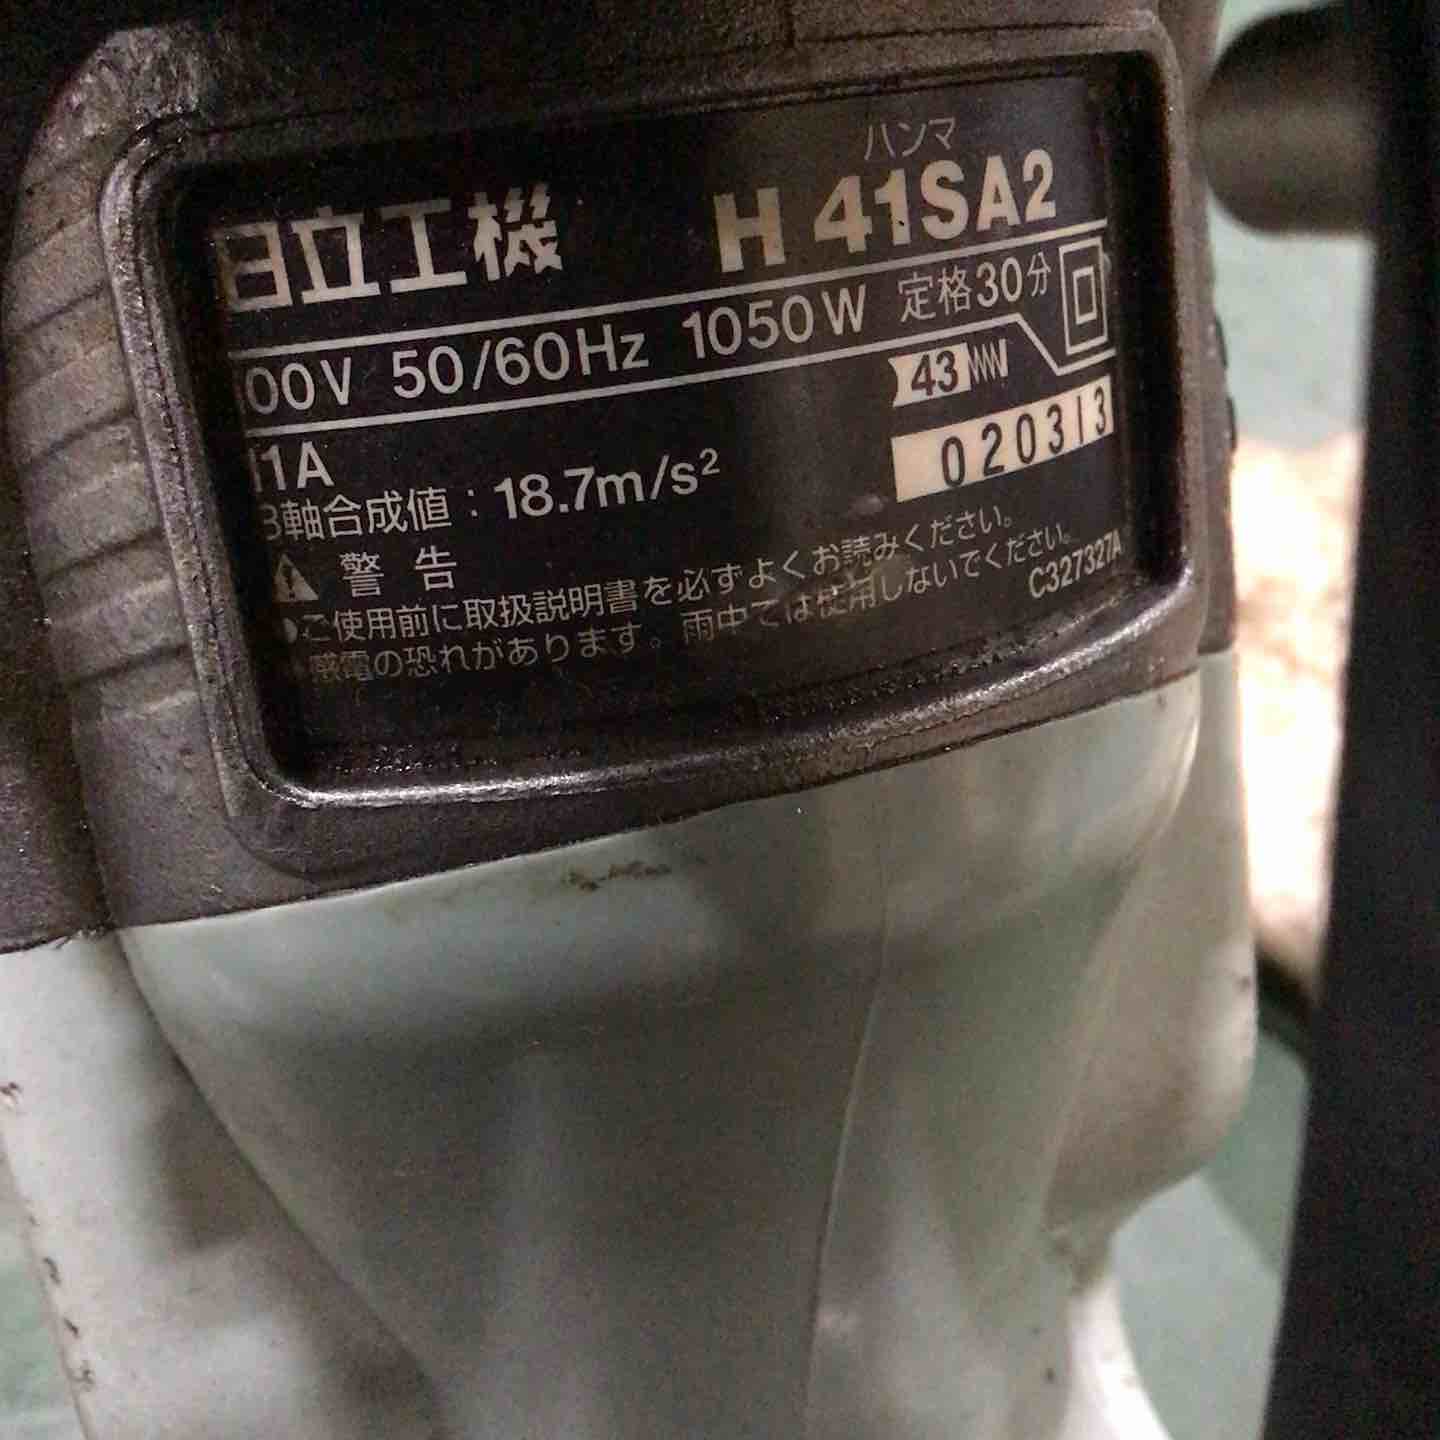 ハンマ
日立工機 H 41SA2
00V 50/60Hz 1050W 定格30分
11A 43
020313
3軸合成値：18.7m/s²
警告
●ご使用前に取扱説明書を必ずよくお読みください。
感電の恐れがあります。雨中では使用しないでください。
C327327A